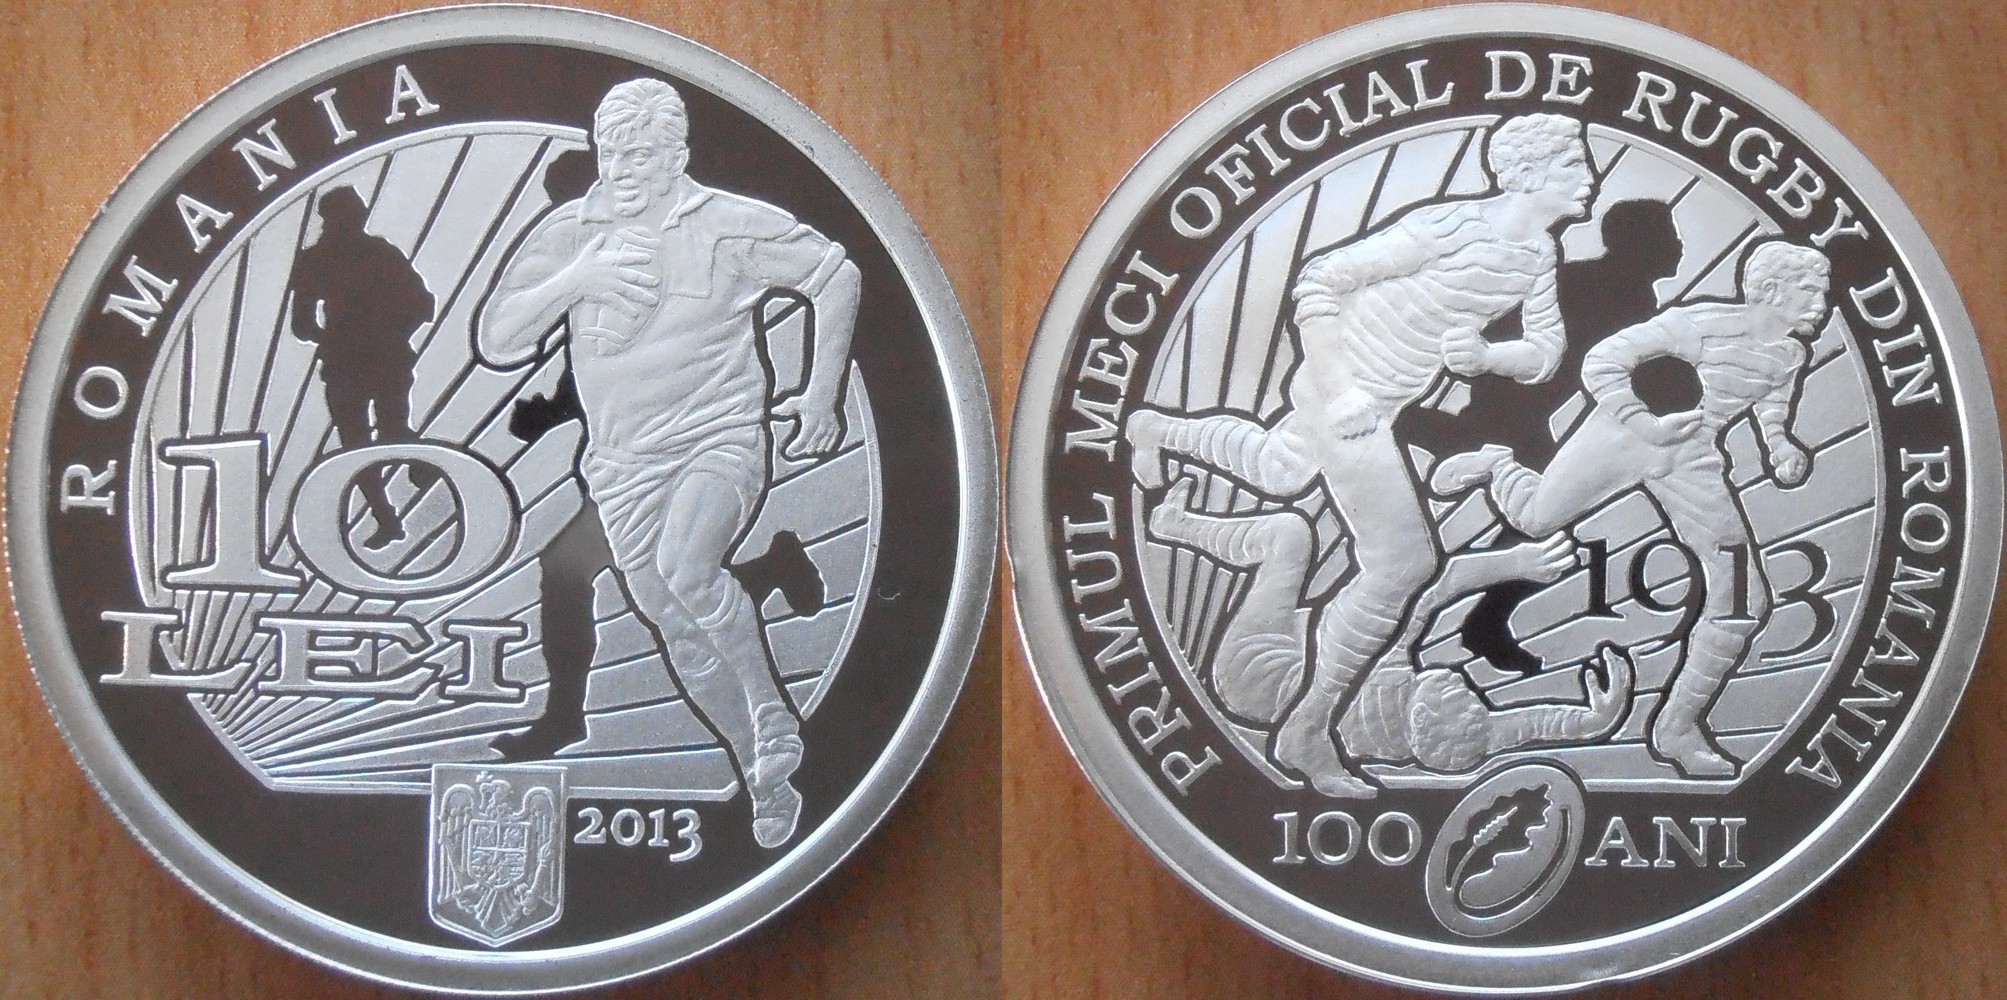 ROMANIA
10
LEI
2013
PRIMUL MECI OFICIAL DE RUGBY DIN ROMANIA
1913
100 ANI